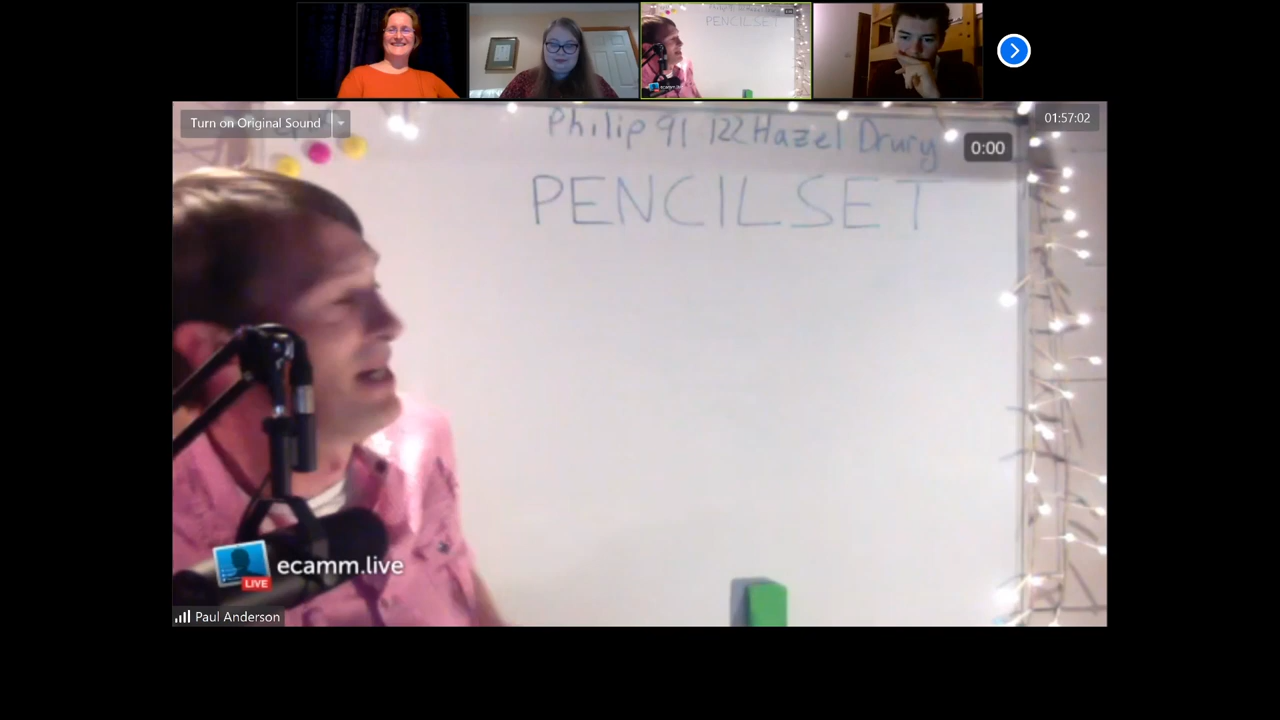 Turn on Original Sound
01:57:02
Philip 91 122 Hazel Drury
0:00
PENCILSET
ecamm.live
LIVE
Paul Anderson
PENCILSET